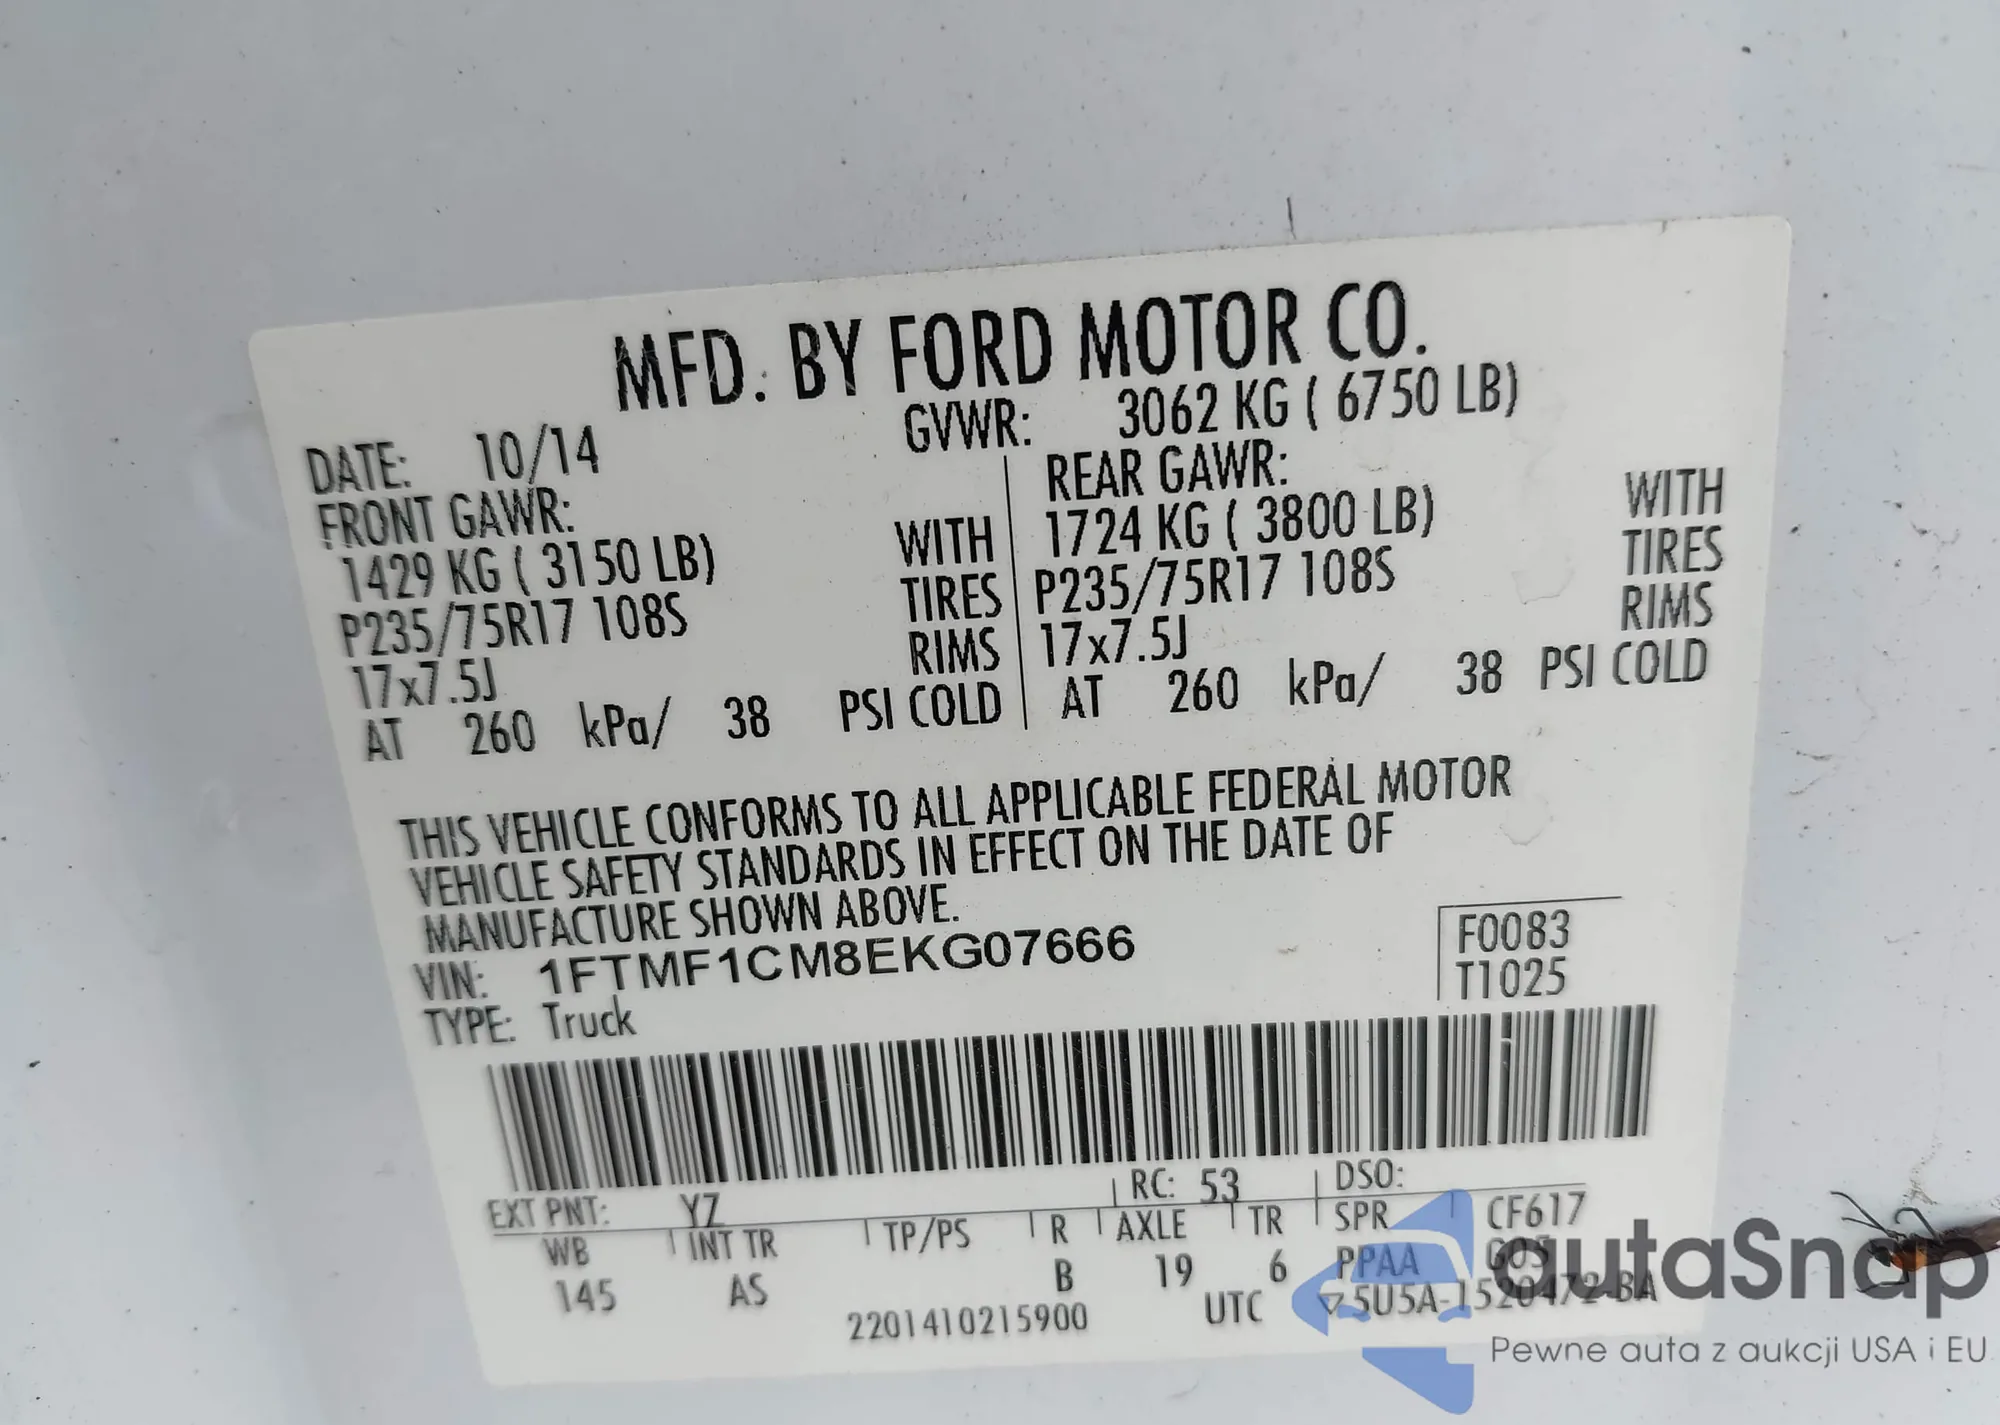 MFD. BY FORD MOTOR CO.
DATE: 10/14 GVWR: 3062 KG ( 6750 LB)
FRONT GAWR: REAR GAWR:
1429 KG ( 3150 LB) WITH 1724 KG ( 3800 LB) WITH
P235/75R17 108S TIRES P235/75R17 108S TIRES
17x7.5J RIMS 17x7.5J RIMS
AT 260 kPa/ 38 PSI COLD AT 260 kPa/ 38 PSI COLD
THIS VEHICLE CONFORMS TO ALL APPLICABLE FEDERAL MOTOR
VEHICLE SAFETY STANDARDS IN EFFECT ON THE DATE OF
MANUFACTURE SHOWN ABOVE.
VIN: 1FTMF1CM8EKG07666 F0083
TYPE: Truck T1025
EXT PNT: YZ RC: 53 DSO:
WB INT TR TP/PS R AXLE TR SPR CF617
145 AS B 19 6 PPAA G05
2201410215900 UTC ▽5U5A-1520472-BA
autaSnap
Pewne auta z aukcji USA i EU